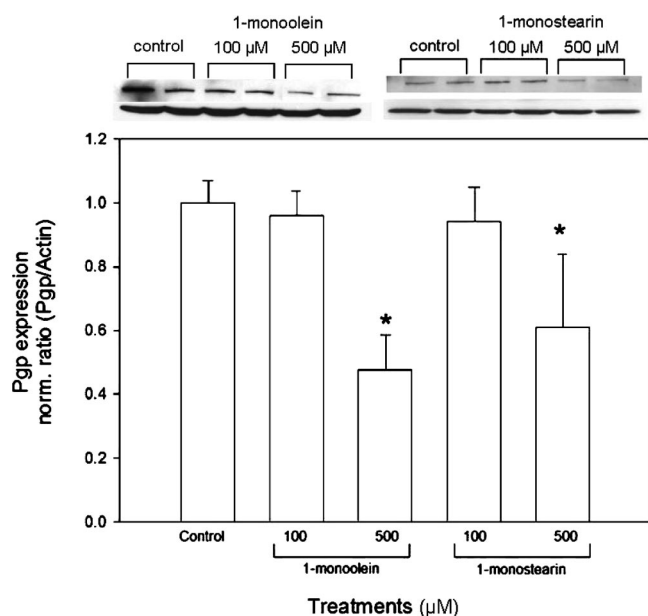 1-monoolein
control 100 µM 500 µM
1-monostearin
control 100 µM 500 µM
Pgp expression
norm. ratio (Pgp/Actin)
1.2
1.0
0.8
0.6
0.4
0.2
0.0
*
*
Control 100 500 100 500
1-monoolein 1-monostearin
Treatments (µM)